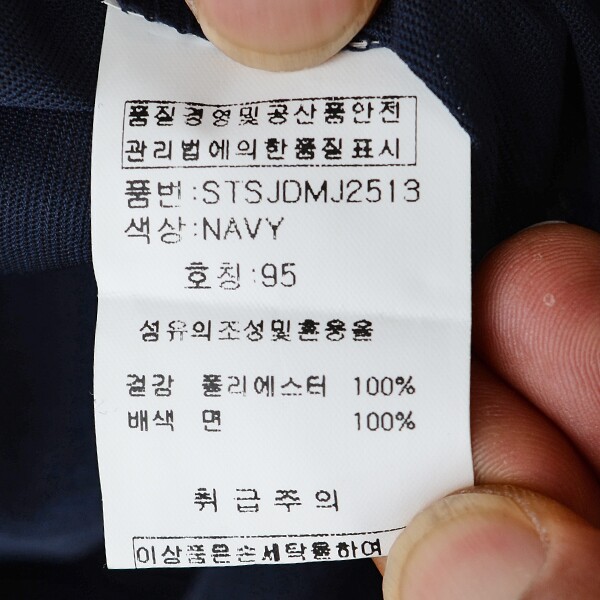 품질경영및공산품안전
관리법에의한품질표시
품번:STSJDMJ2513
색상:NAVY
호칭:95
섬유의조성및혼용율
겉감 폴리에스터 100%
배색 면 100%
취급주의
이상품은손세탁을하여